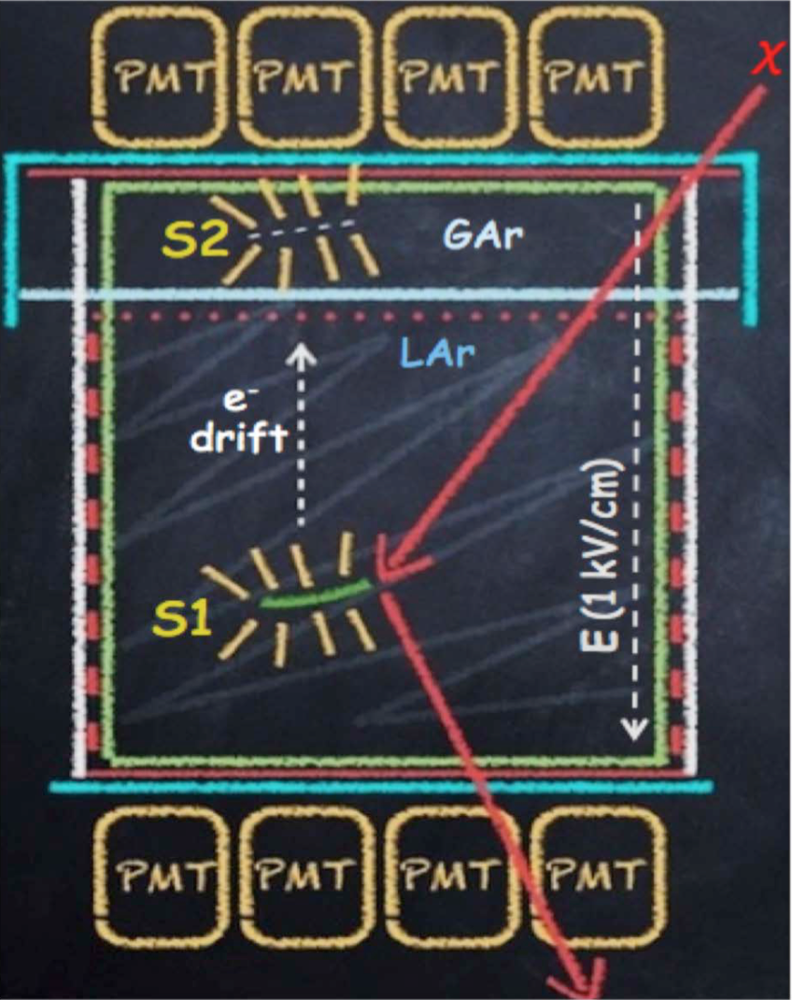 PMT PMT PMT PMT
χ
S2
GAr
LAr
e⁻
drift
E (1 kV/cm)
S1
PMT PMT PMT PMT